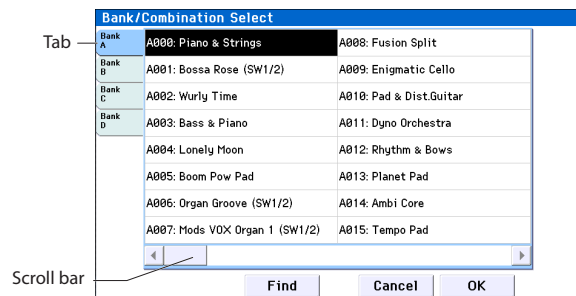 Bank/Combination Select
Tab
Bank
A
Bank
B
Bank
C
Bank
D
A000: Piano & Strings
A001: Bossa Rose (SW1/2)
A002: Wurly Time
A003: Bass & Piano
A004: Lonely Moon
A005: Boom Pow Pad
A006: Organ Groove (SW1/2)
A007: Mods VOX Organ 1 (SW1/2)
A008: Fusion Split
A009: Enigmatic Cello
A010: Pad & Dist.Guitar
A011: Dyno Orchestra
A012: Rhythm & Bows
A013: Planet Pad
A014: Ambi Core
A015: Tempo Pad
Scroll bar
Find
Cancel
OK